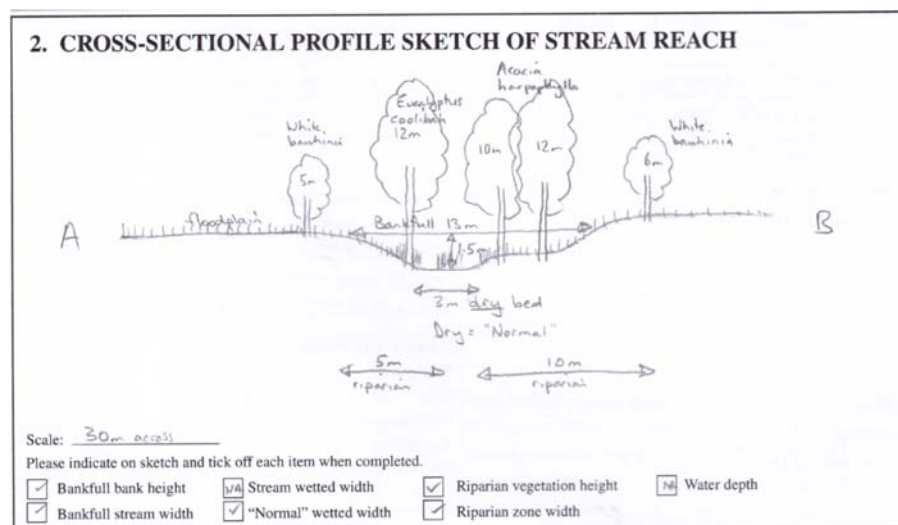 2. CROSS-SECTIONAL PROFILE SKETCH OF STREAM REACH
Acacia
harpophylla
Eucalyptus
coolibah
12m
White
bauhinia
10m
12m
White
bauhinia
5m
6m
floodplain
A
Bankfull 13m
B
1.5m
3m dry bed
Dry = "Normal"
5m
riparian
10m
riparian
Scale: 30m across
Please indicate on sketch and tick off each item when completed.
Bankfull bank height
NA Stream wetted width
Riparian vegetation height
NA Water depth
Bankfull stream width
"Normal" wetted width
Riparian zone width